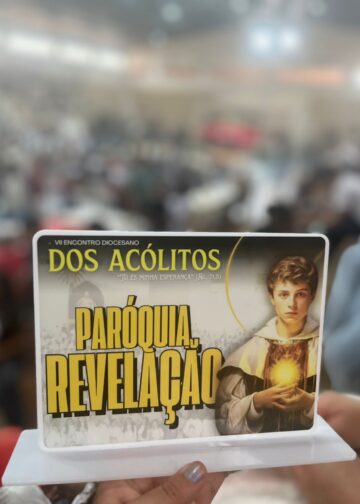 VII ENCONTRO DIOCESANO
DOS ACÓLITOS
"TU ÉS MINHA ESPERANÇA"
PARÓQUIA
REVELAÇÃO